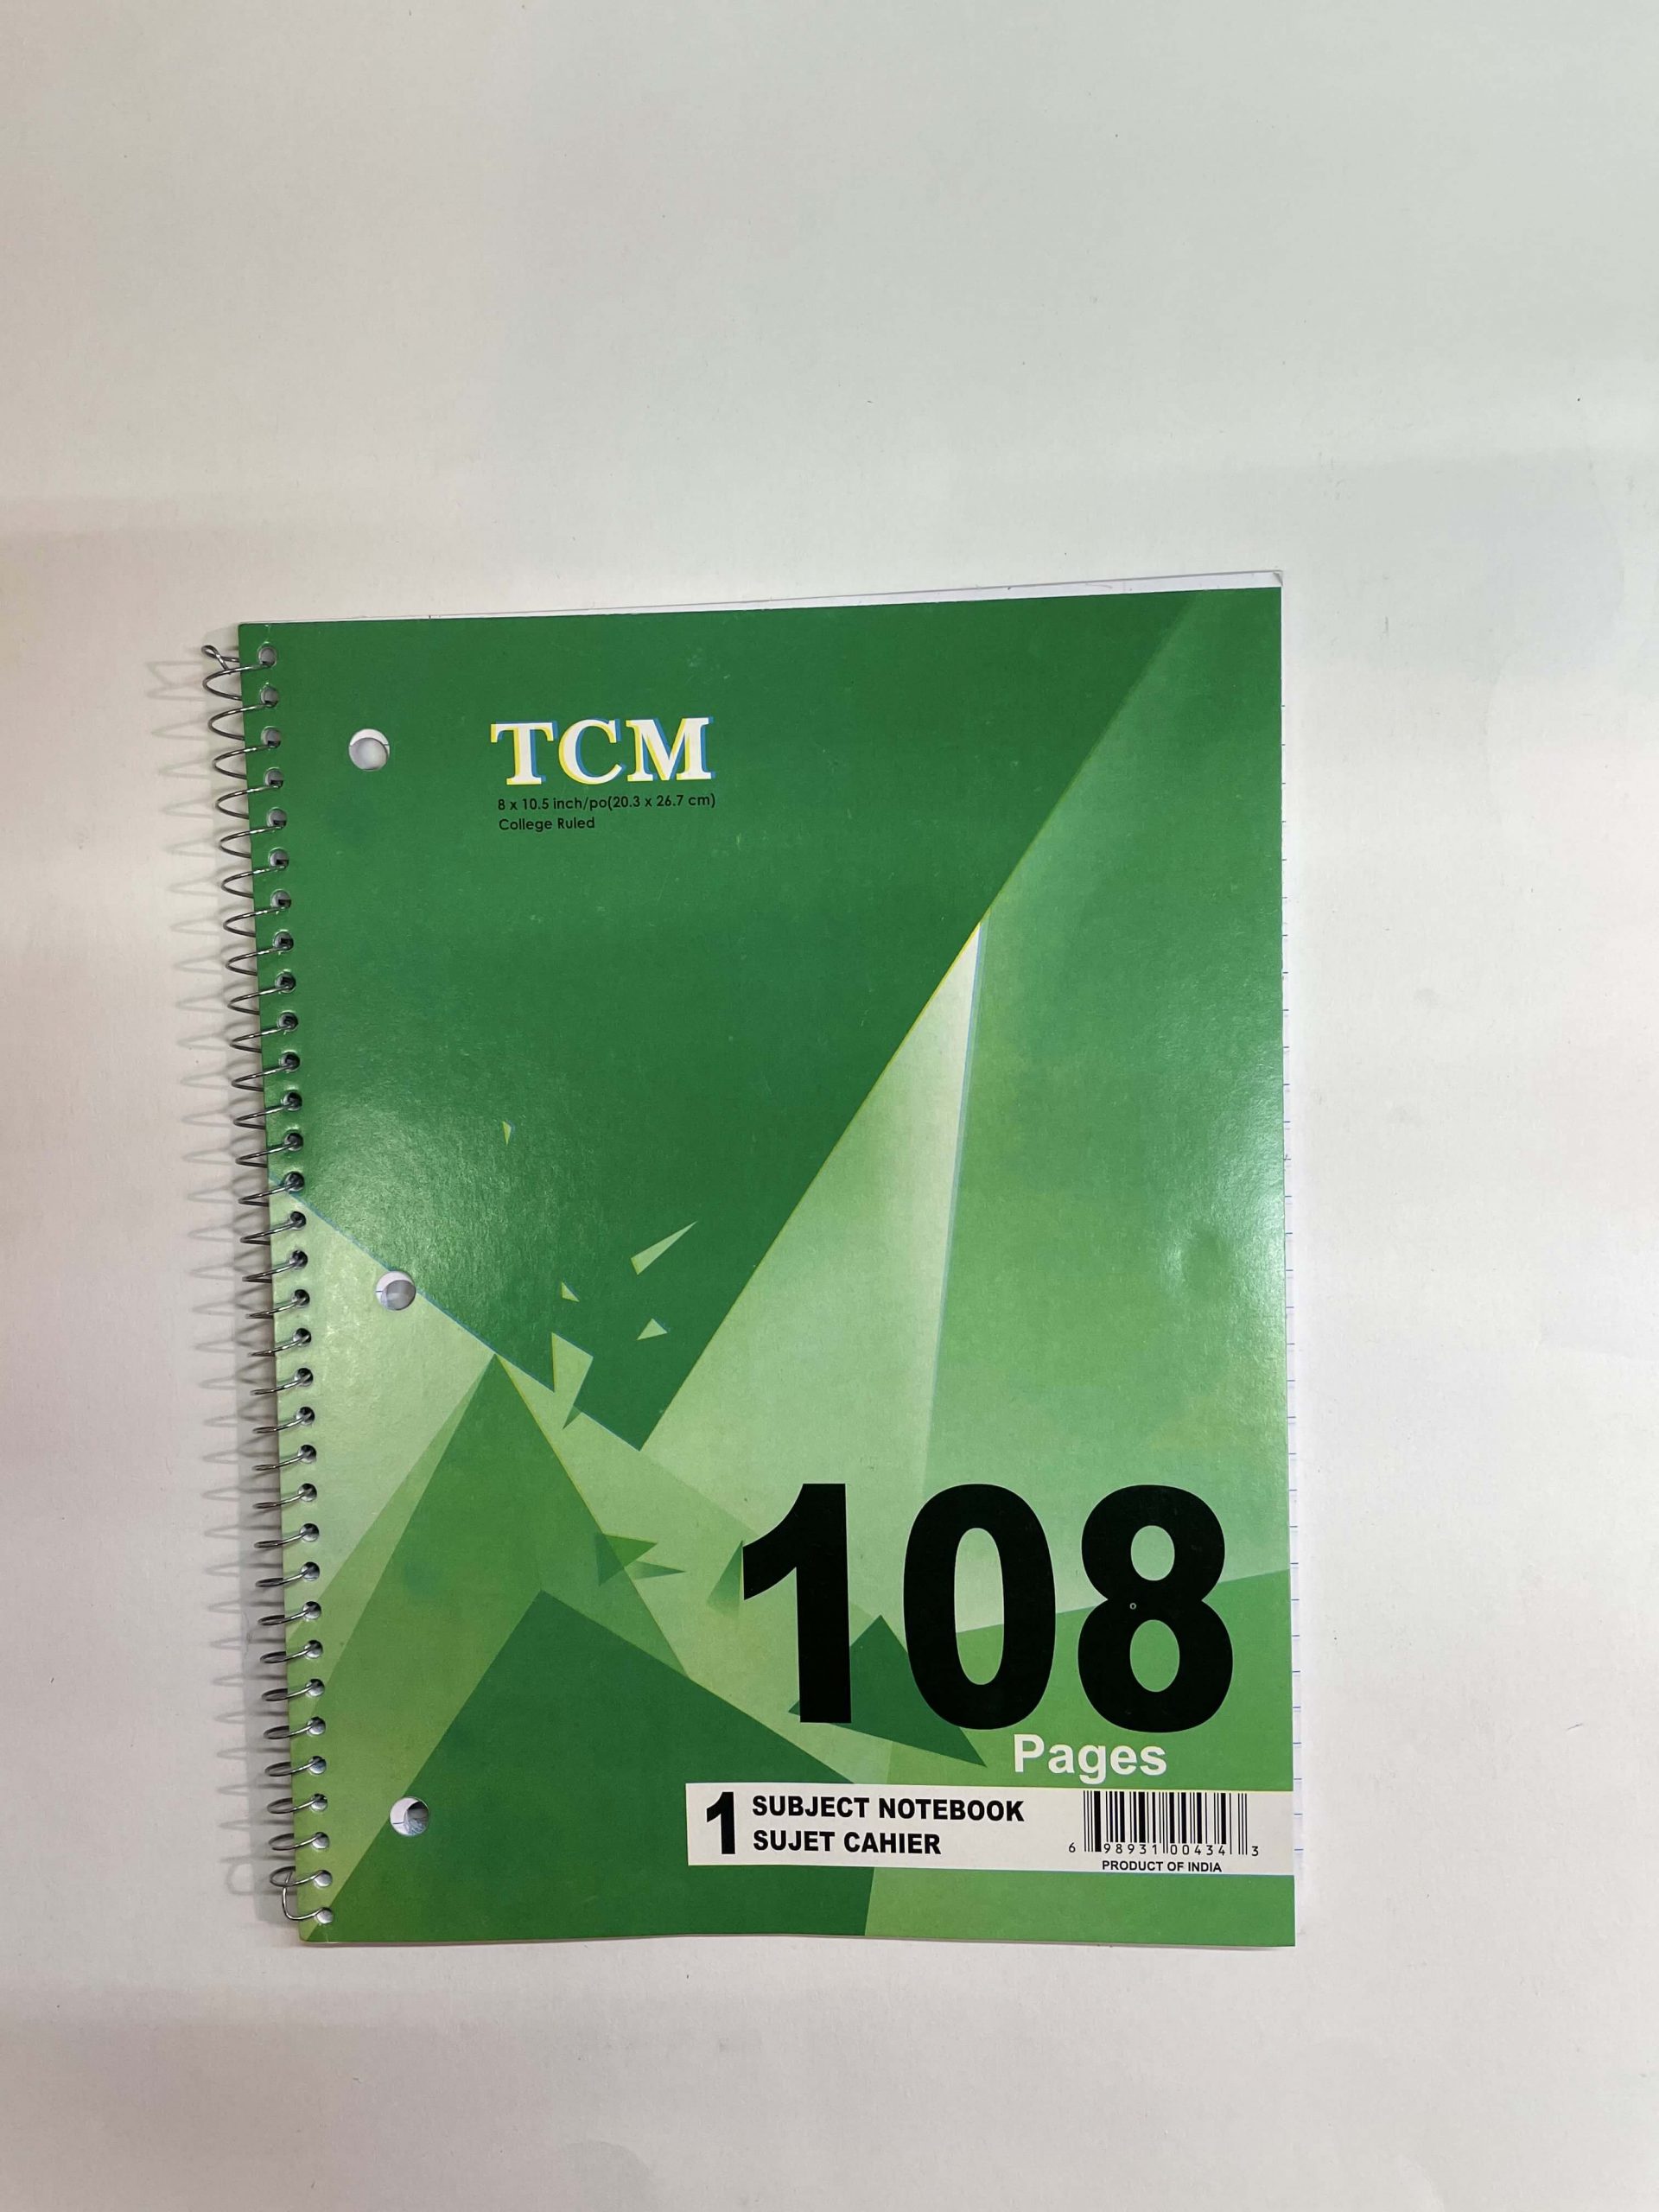 TCM
8 x 10.5 inch/po(20.3 x 26.7 cm)
College Ruled
108
Pages
1 SUBJECT NOTEBOOK
SUJET CAHIER
6 98931 00434 3
PRODUCT OF INDIA